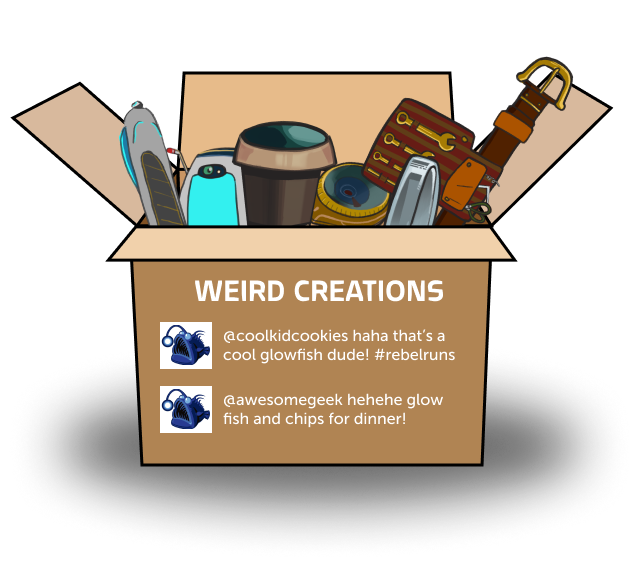 WEIRD CREATIONS
@coolkidcookies haha that's a
cool glowfish dude! #rebelruns
@awesomegeek hehehe glow
fish and chips for dinner!